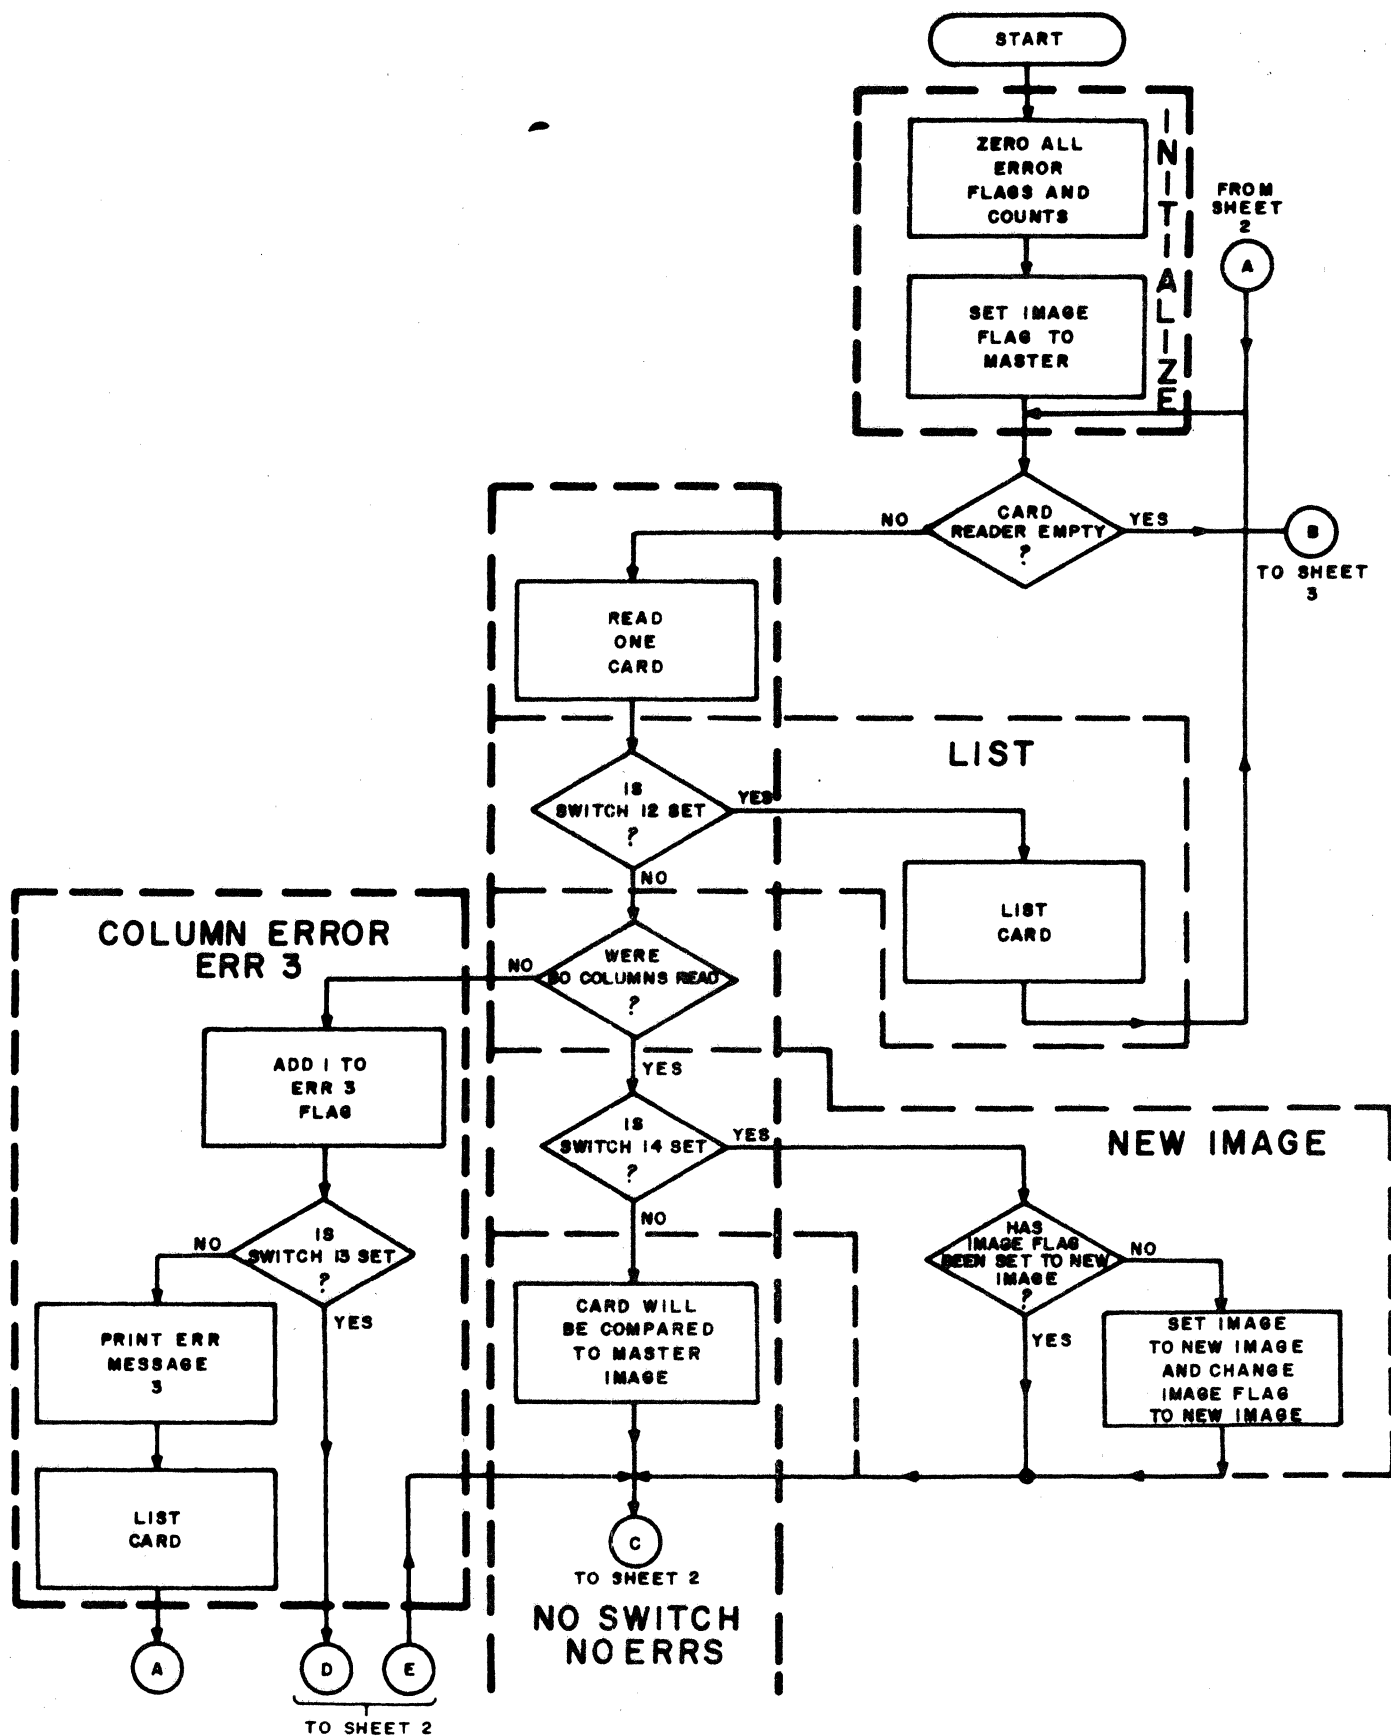 START
ZERO ALL
ERROR
FLAGS AND
COUNTS
INITIALIZE
SET IMAGE
FLAG TO
MASTER
FROM
SHEET
2
A
CARD
READER EMPTY
?
NO
YES
B
TO SHEET
3
READ
ONE
CARD
LIST
IS
SWITCH 12 SET
?
YES
NO
LIST
CARD
COLUMN ERROR
ERR 3
WERE
80 COLUMNS READ
?
NO
YES
ADD 1 TO
ERR 3
FLAG
IS
SWITCH 14 SET
?
YES
NO
NEW IMAGE
IS
SWITCH 13 SET
?
NO
YES
HAS
IMAGE FLAG
BEEN SET TO NEW
IMAGE
?
NO
YES
PRINT ERR
MESSAGE
3
CARD WILL
BE COMPARED
TO MASTER
IMAGE
SET IMAGE
TO NEW IMAGE
AND CHANGE
IMAGE FLAG
TO NEW IMAGE
LIST
CARD
C
TO SHEET 2
NO SWITCH
NO ERRS
A
D
E
TO SHEET 2